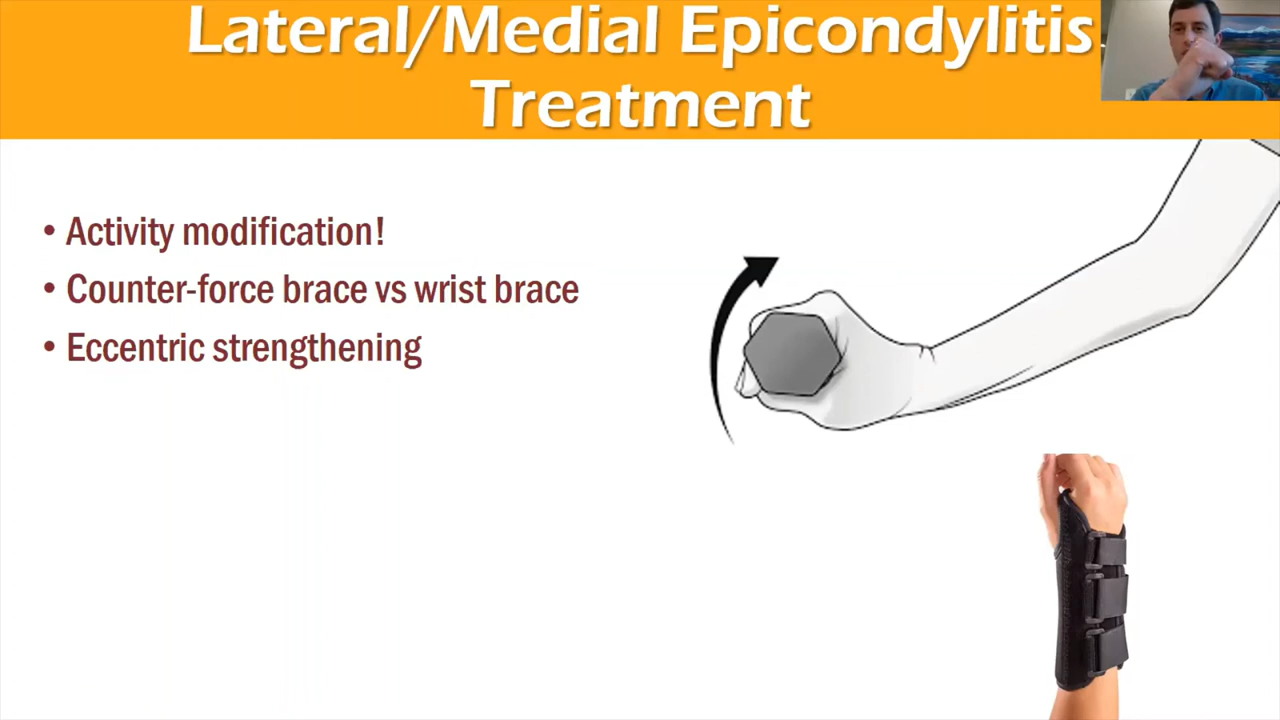 Lateral/Medial Epicondylitis
Treatment
• Activity modification!
• Counter-force brace vs wrist brace
• Eccentric strengthening